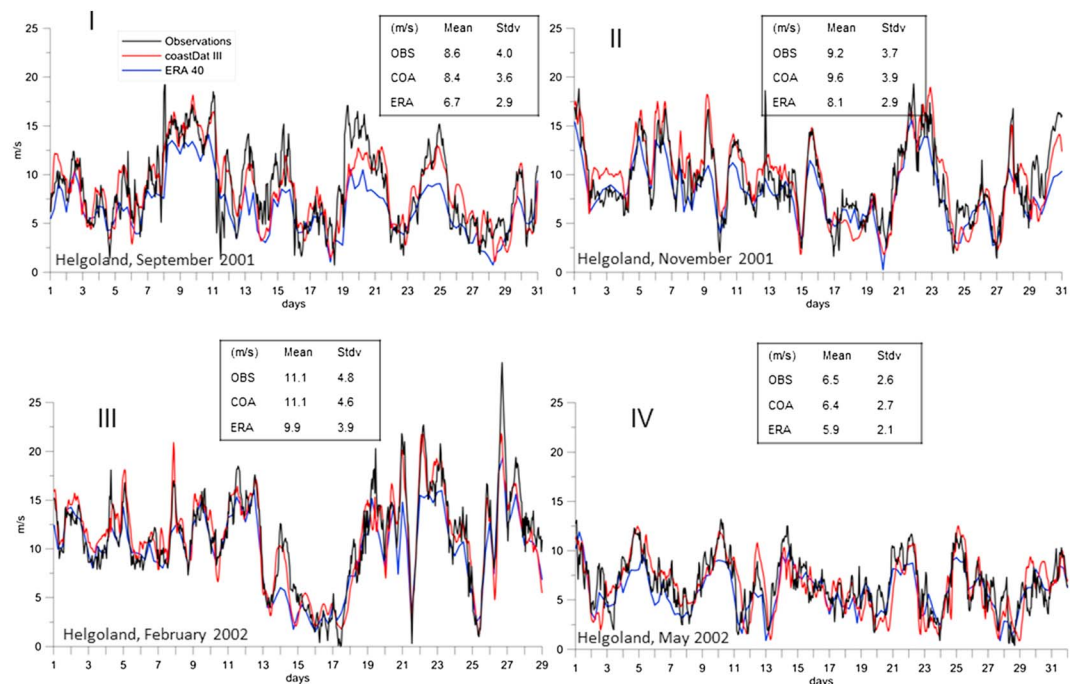 I
Observations
coastDat III
ERA 40
(m/s) Mean Stdv
OBS 8.6 4.0
COA 8.4 3.6
ERA 6.7 2.9
25
20
15
10
5
0
m/s
Helgoland, September 2001
1 3 5 7 9 11 13 15 17 19 21 23 25 27 29 31
days
II
(m/s) Mean Stdv
OBS 9.2 3.7
COA 9.6 3.9
ERA 8.1 2.9
25
20
15
10
5
0
Helgoland, November 2001
1 3 5 7 9 11 13 15 17 19 21 23 25 27 29 31
days
III
(m/s) Mean Stdv
OBS 11.1 4.8
COA 11.1 4.6
ERA 9.9 3.9
25
20
15
10
5
0
m/s
Helgoland, February 2002
1 3 5 7 9 11 13 15 17 19 21 23 25 27 29
days
IV
(m/s) Mean Stdv
OBS 6.5 2.6
COA 6.4 2.7
ERA 5.9 2.1
25
20
15
10
5
0
Helgoland, May 2002
1 3 5 7 9 11 13 15 17 19 21 23 25 27 29 31
days